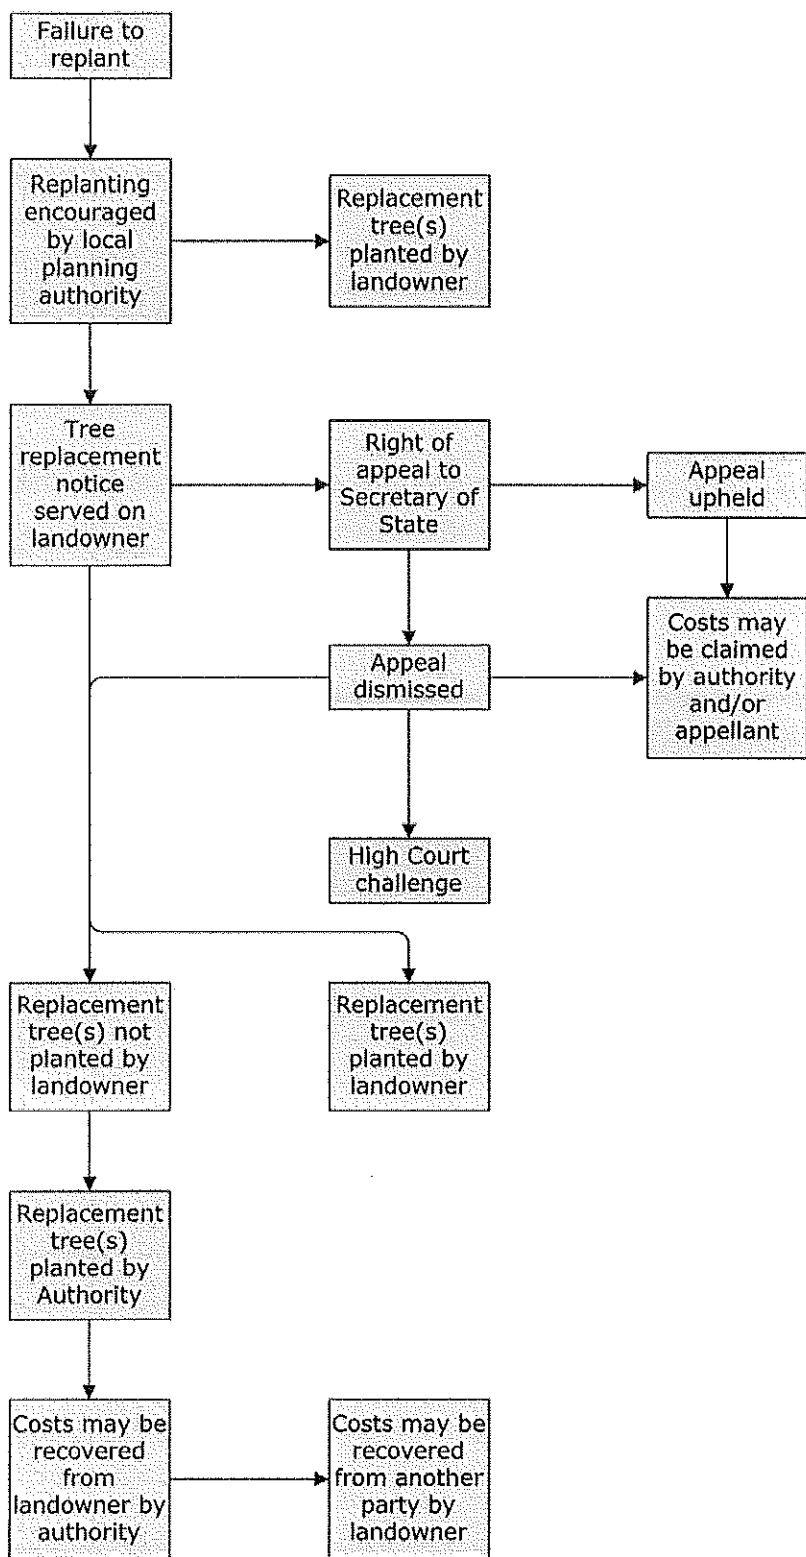 Failure to
replant
Replanting
encouraged
by local
planning
authority
Replacement
tree(s)
planted by
landowner
Tree
replacement
notice
served on
landowner
Right of
appeal to
Secretary of
State
Appeal
upheld
Appeal
dismissed
Costs may
be claimed
by authority
and/or
appellant
High Court
challenge
Replacement
tree(s) not
planted by
landowner
Replacement
tree(s)
planted by
landowner
Replacement
tree(s)
planted by
Authority
Costs may be
recovered
from
landowner by
authority
Costs may be
recovered
from another
party by
landowner